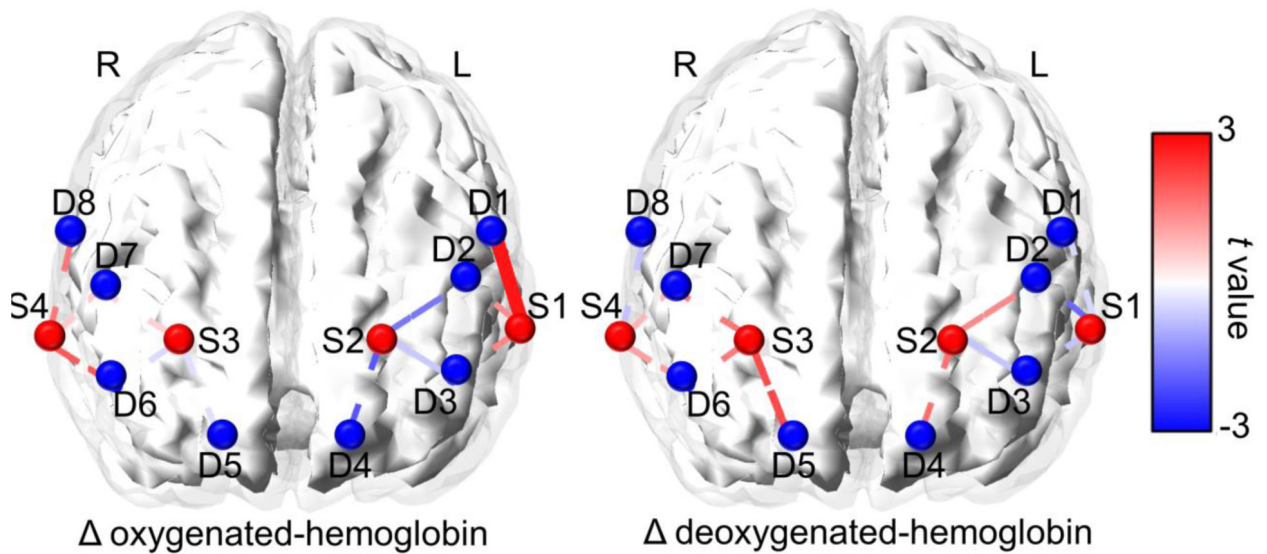 R L
D8 D1
D7 D2
S4 S3 S2 S1
D6 D3
D5 D4
Δ oxygenated-hemoglobin
R L
D8 D1
D7 D2
S4 S3 S2 S1
D6 D3
D5 D4
Δ deoxygenated-hemoglobin
3
t value
-3